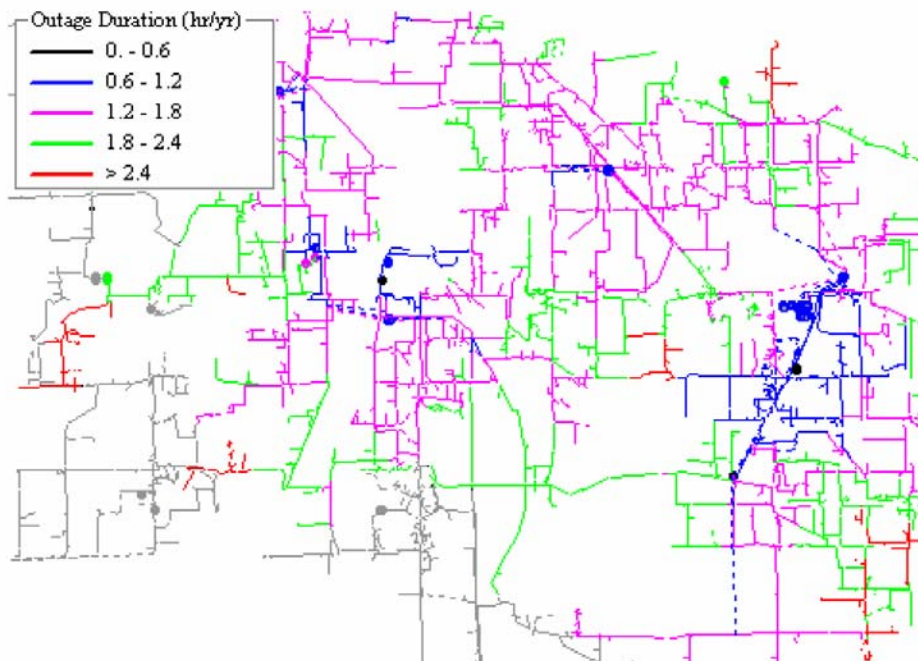 Outage Duration (hr/yr)
0. - 0.6
0.6 - 1.2
1.2 - 1.8
1.8 - 2.4
> 2.4